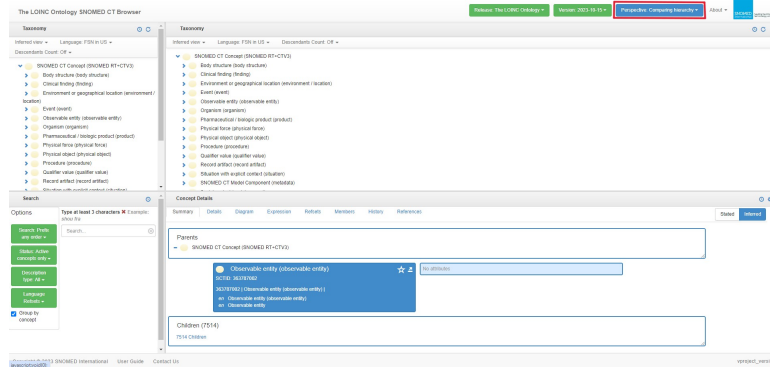 The LOINC Ontology SNOMED CT Browser
Release: The LOINC Ontology
Version: 2023-10-15
Perspective: Comparing hierarchy
About
SNOMED
Taxonomy
Inferred view
Language: FSN in US
Descendants Count: Off
SNOMED CT Concept (SNOMED RT+CTV3)
Body structure (body structure)
Clinical finding (finding)
Environment or geographical location (environment /
location)
Event (event)
Observable entity (observable entity)
Organism (organism)
Pharmaceutical / biologic product (product)
Physical force (physical force)
Physical object (physical object)
Procedure (procedure)
Qualifier value (qualifier value)
Record artifact (record artifact)
Situation with explicit context (situation)
Taxonomy
Inferred view
Language: FSN in US
Descendants Count: Off
SNOMED CT Concept (SNOMED RT+CTV3)
Body structure (body structure)
Clinical finding (finding)
Environment or geographical location (environment / location)
Event (event)
Observable entity (observable entity)
Organism (organism)
Pharmaceutical / biologic product (product)
Physical force (physical force)
Physical object (physical object)
Procedure (procedure)
Qualifier value (qualifier value)
Record artifact (record artifact)
Situation with explicit context (situation)
SNOMED CT Model Component (metadata)
Search
Options
Type at least 3 characters ✖ Example:
shou fra
Search: Prefix
any order
Search...
Status: Active
concepts only
Description
type: All
Language
Refsets
Group by
concept
Concept Details
Summary
Details
Diagram
Expression
Refsets
Members
History
References
Stated
Inferred
Parents
SNOMED CT Concept (SNOMED RT+CTV3)
Observable entity (observable entity)
SCTID: 363787002
363787002 | Observable entity (observable entity) |
en Observable entity (observable entity)
en Observable entity
No attributes
Children (7514)
7514 Children
2023 SNOMED International
User Guide
Contact Us